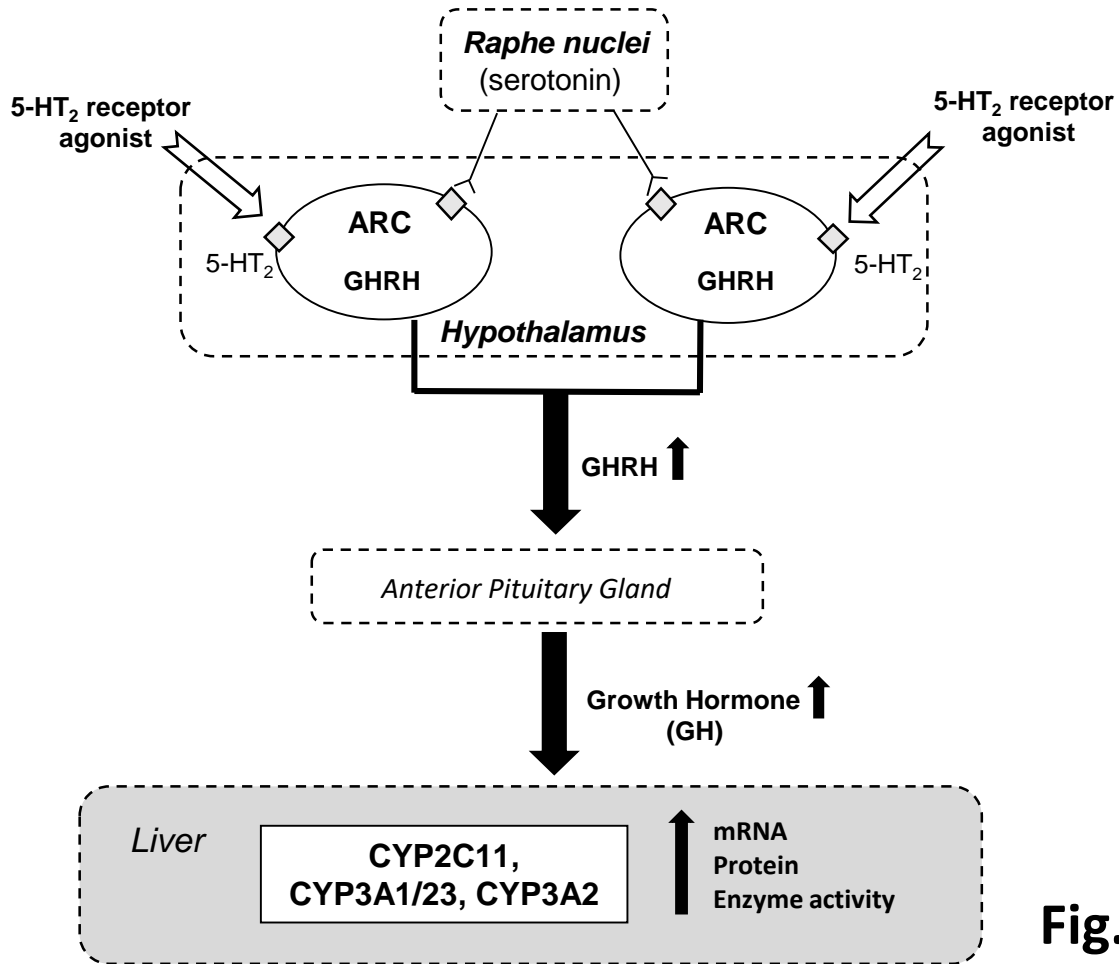 Raphe nuclei
(serotonin)
5-HT₂ receptor
agonist
5-HT₂ receptor
agonist
ARC
GHRH
5-HT₂
ARC
GHRH
5-HT₂
Hypothalamus
GHRH
Anterior Pituitary Gland
Growth Hormone
(GH)
Liver
CYP2C11,
CYP3A1/23, CYP3A2
mRNA
Protein
Enzyme activity
Fig.